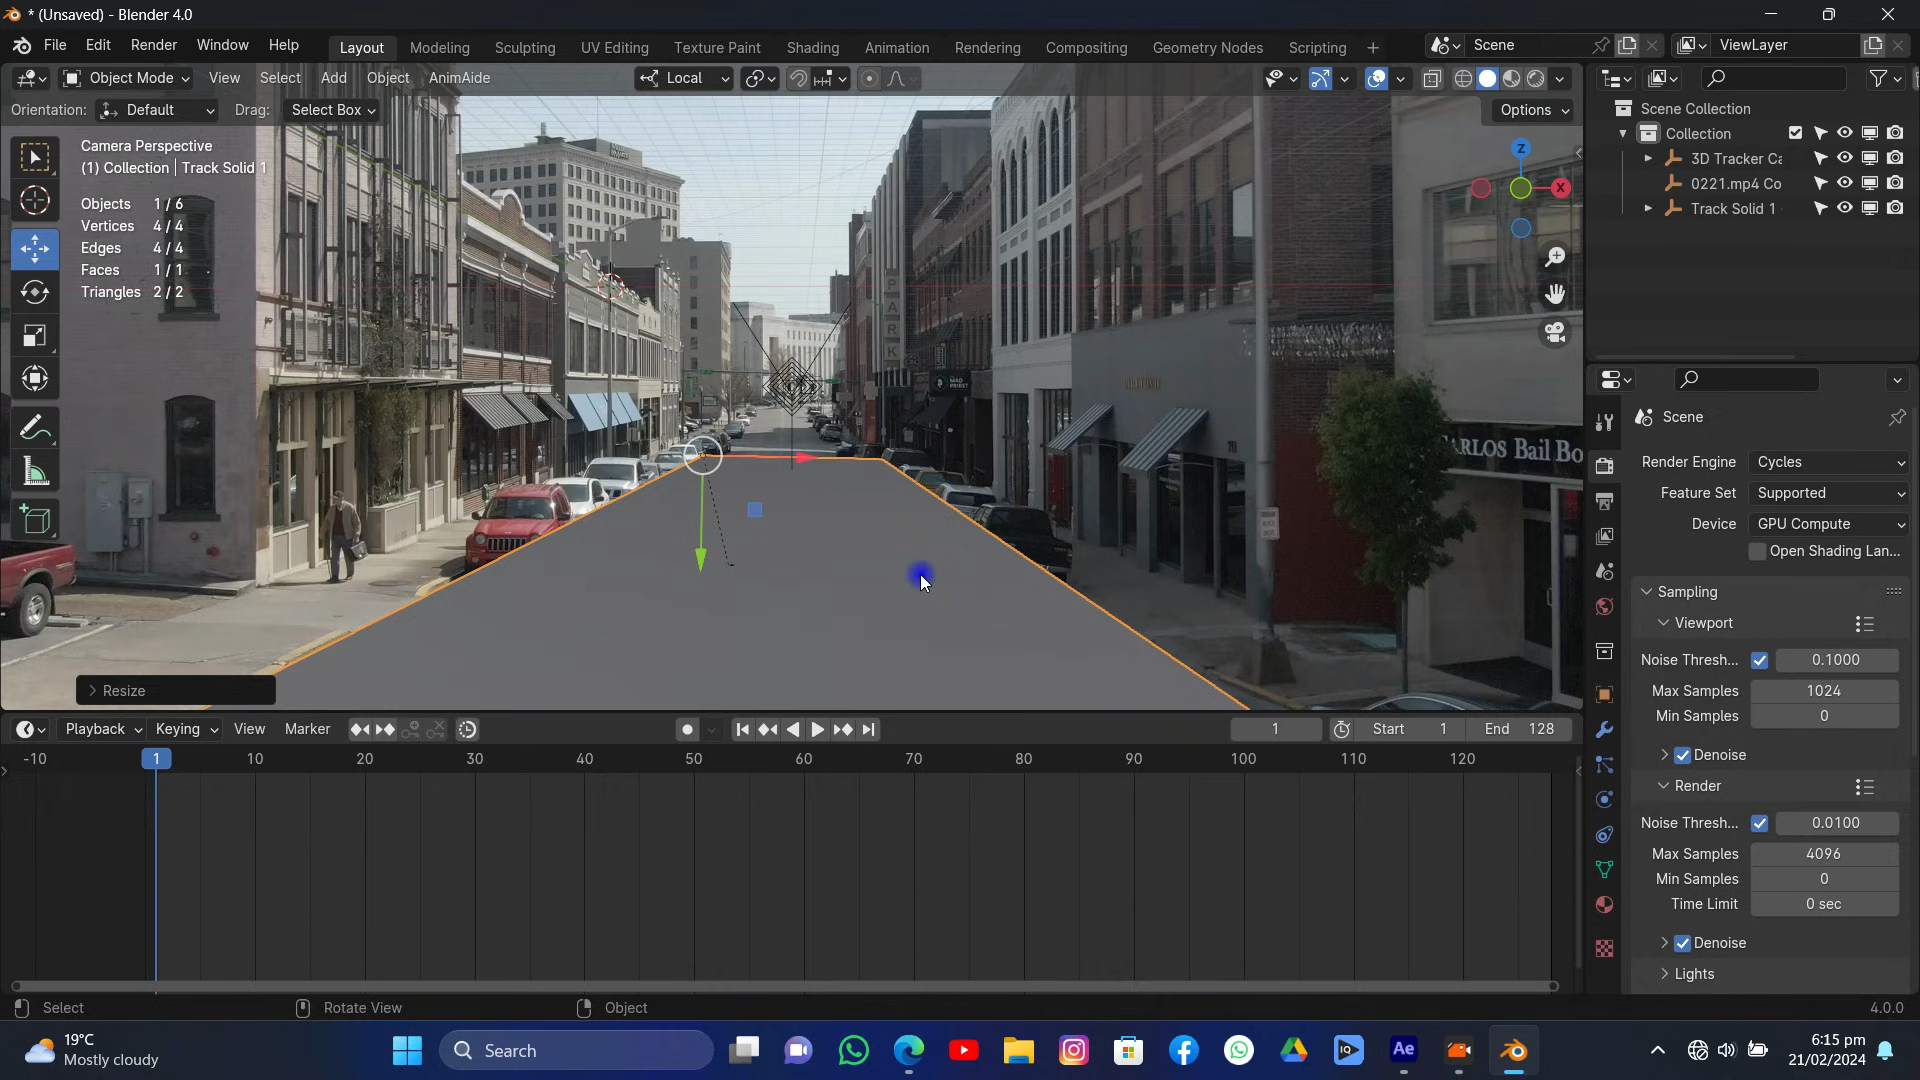 * (Unsaved) - Blender 4.0
File Edit Render Window Help
Layout Modeling Sculpting UV Editing Texture Paint Shading Animation Rendering Compositing Geometry Nodes Scripting +
Scene
ViewLayer
Object Mode View Select Add Object AnimAide
Local
Orientation: Default Drag: Select Box
Options
Camera Perspective
(1) Collection | Track Solid 1
Objects 1 / 6
Vertices 4 / 4
Edges 4 / 4
Faces 1 / 1
Triangles 2 / 2
Z
X
PARK
MAD PRIEST
ARLOS Bail Bo
Resize
Scene Collection
Collection
3D Tracker Ca
0221.mp4 Co
Track Solid 1
Scene
Render Engine Cycles
Feature Set Supported
Device GPU Compute
Open Shading Lan...
Sampling
Viewport
Noise Thresh... 0.1000
Max Samples 1024
Min Samples 0
Denoise
Render
Noise Thresh... 0.0100
Max Samples 4096
Min Samples 0
Time Limit 0 sec
Denoise
Lights
Playback Keying View Marker
1 Start 1 End 128
-10 1 10 20 30 40 50 60 70 80 90 100 110 120
Select Rotate View Object
4.0.0
19°C
Mostly cloudy
Search
IQ
Ae
6:15 pm
21/02/2024